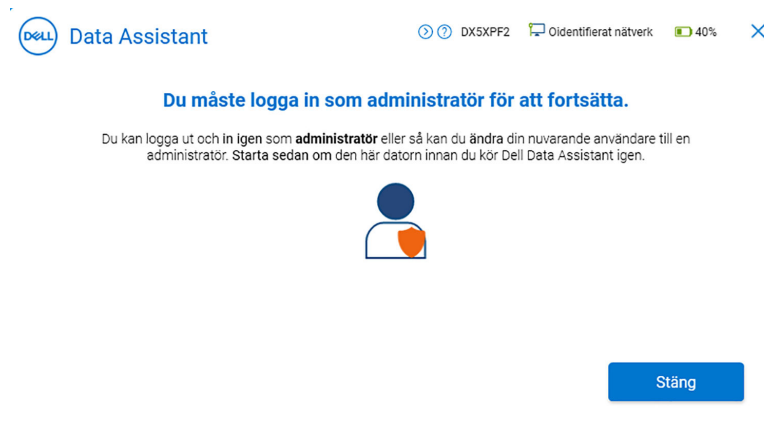 DELL
Data Assistant
DX5XPF2
Oidentifierat nätverk
40%
Du måste logga in som administratör för att fortsätta.
Du kan logga ut och in igen som administratör eller så kan du ändra din nuvarande användare till en
administratör. Starta sedan om den här datorn innan du kör Dell Data Assistant igen.
Stäng